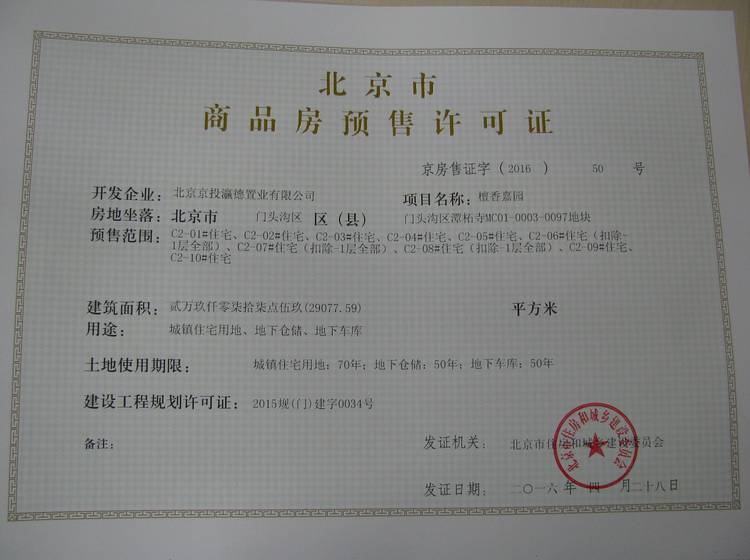 北京市
商品房预售许可证
京房售证字（2016 ） 50 号
开发企业：北京京投瀛德置业有限公司 项目名称：檀香嘉园
房地坐落：北京市 门头沟区 区（县） 门头沟区潭柘寺MC01-0003-0097地块
预售范围：C2-01#住宅、C2-02#住宅、C2-03#住宅、C2-04#住宅、C2-05#住宅、C2-06#住宅（扣除-
1层全部）、C2-07#住宅（扣除-1层全部）、C2-08#住宅（扣除-1层全部）、C2-09#住宅、
C2-10#住宅
建筑面积：贰万玖仟零柒拾柒点伍玖(29077.59) 平方米
用途： 城镇住宅用地、地下仓储、地下车库
土地使用期限： 城镇住宅用地：70年；地下仓储：50年；地下车库：50年
建设工程规划许可证：2015规(门)建字0034号
备注：
发证机关： 北京市住房和城乡建设委员会
北京市住房和城乡建设委员会
发证日期： 二〇一六 年 四 月二十八日